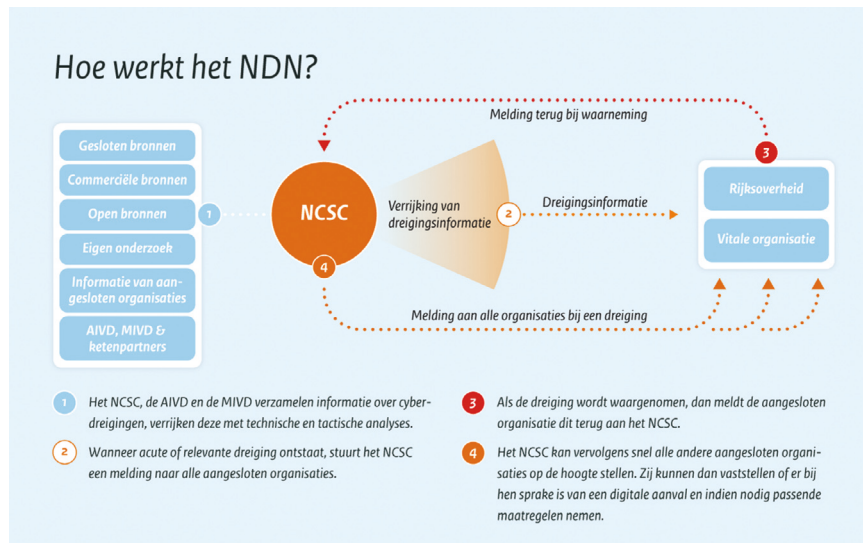 Hoe werkt het NDN?
Melding terug bij waarneming
Gesloten bronnen
Commerciële bronnen
Open bronnen
Eigen onderzoek
Informatie van aan-
gesloten organisaties
AIVD, MIVD &
ketenpartners
1
NCSC
Verrijking van
dreigingsinformatie
2
Dreigingsinformatie
3
Rijksoverheid
Vitale organisatie
4
Melding aan alle organisaties bij een dreiging
1
Het NCSC, de AIVD en de MIVD verzamelen informatie over cyber-
dreigingen, verrijken deze met technische en tactische analyses.
2
Wanneer acute of relevante dreiging ontstaat, stuurt het NCSC
een melding naar alle aangesloten organisaties.
3
Als de dreiging wordt waargenomen, dan meldt de aangesloten
organisatie dit terug aan het NCSC.
4
Het NCSC kan vervolgens snel alle andere aangesloten organi-
saties op de hoogte stellen. Zij kunnen dan vaststellen of er bij
hen sprake is van een digitale aanval en indien nodig passende
maatregelen nemen.